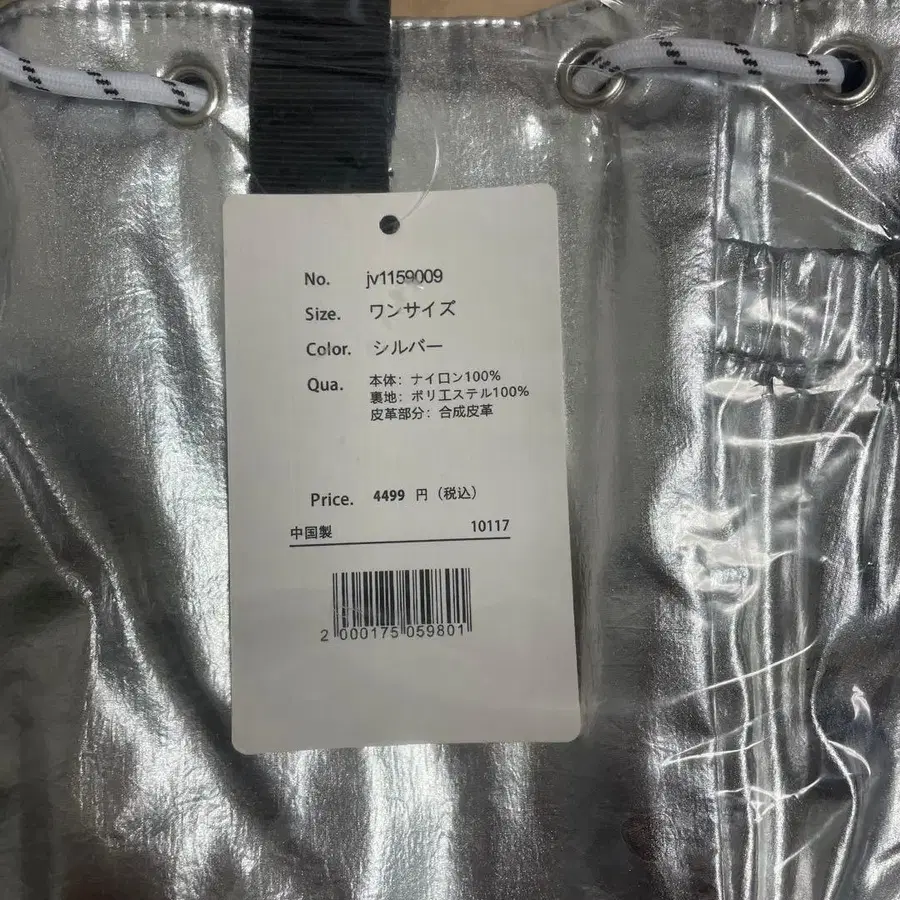 No. jv1159009
Size. ワンサイズ
Color. シルバー
Qua. 本体：ナイロン100%
裏地：ポリエステル100%
皮革部分：合成皮革
Price. 4499 円（税込）
中国製 10117
2 000175 059801